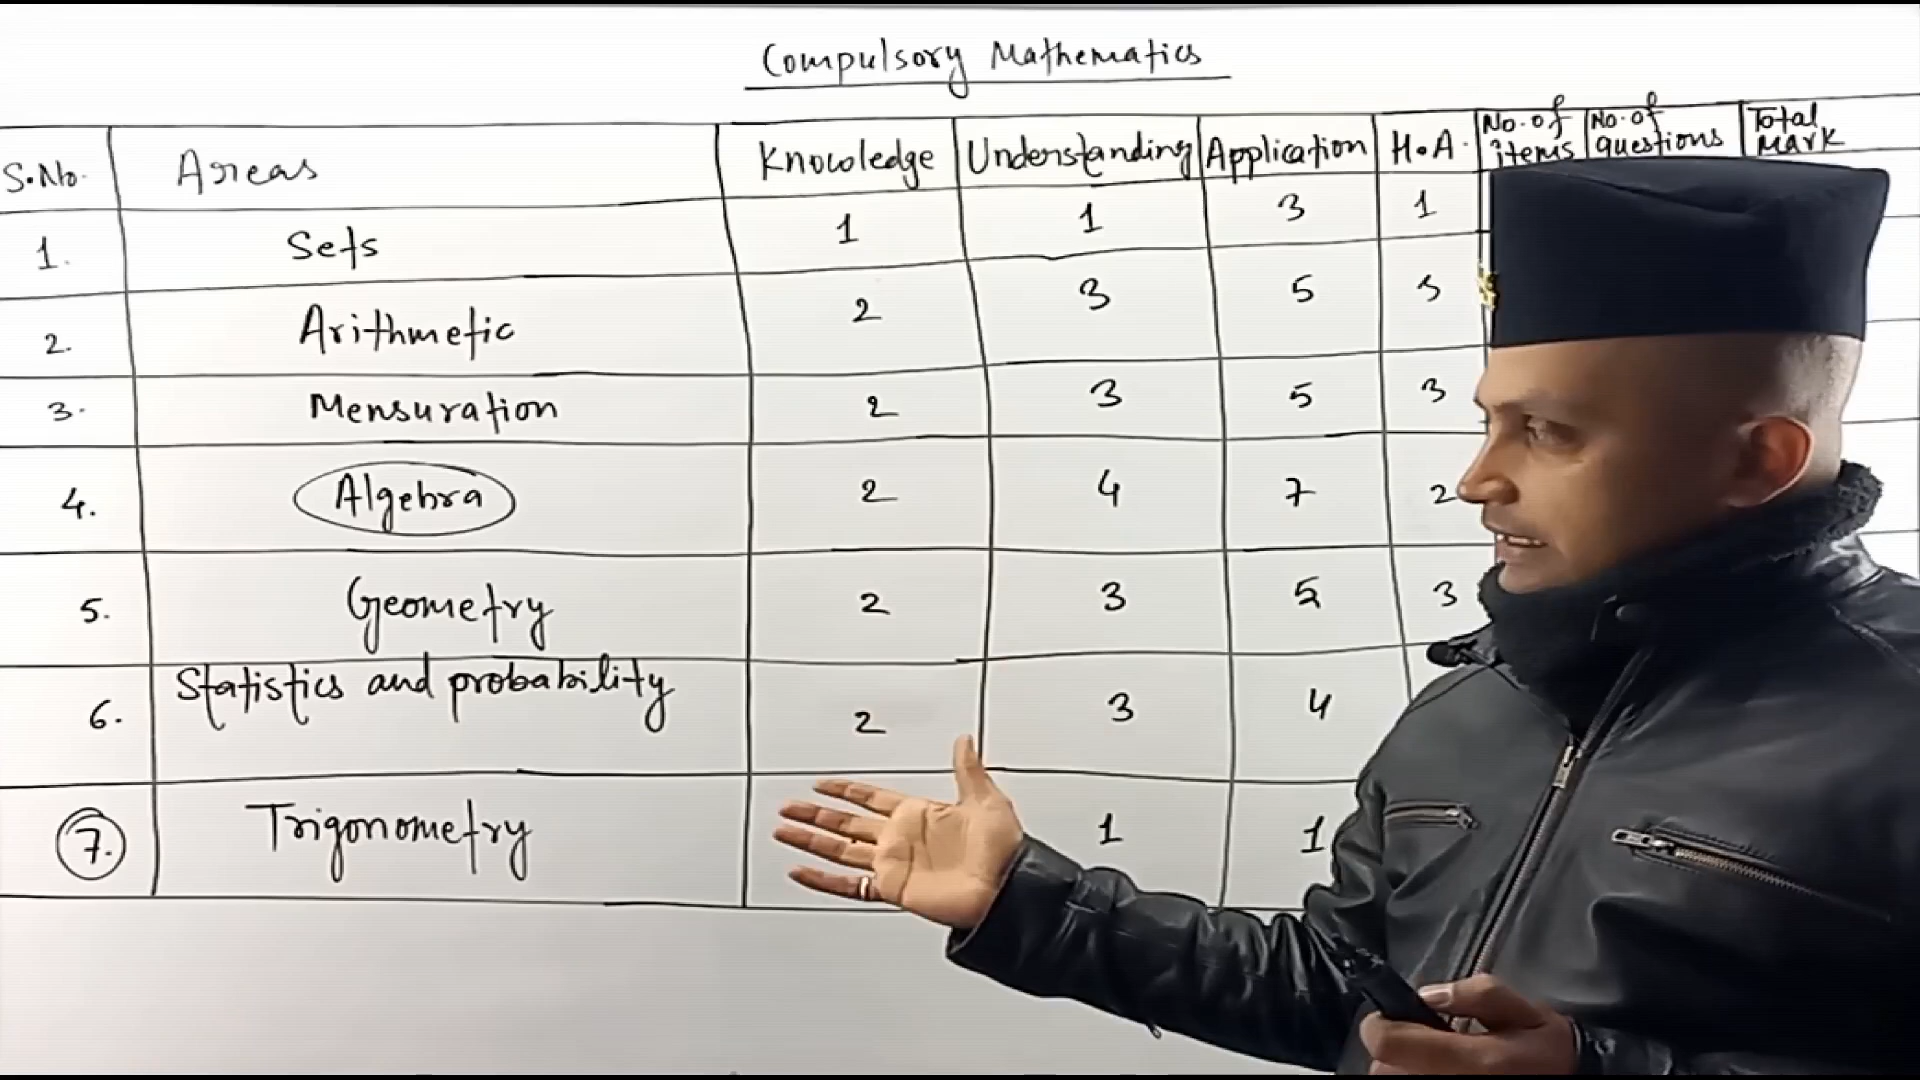 Compulsory Mathematics
S.No. Areas Knowledge Understanding Application H.A. No. of items No. of questions Total Mark
1. Sets 1 1 3 1
2. Arithmetic 2 3 5 3
3. Mensuration 2 3 5 3
4. Algebra 2 4 7 2
5. Geometry 2 3 5 3
6. Statistics and probability 2 3 4
7. Trigonometry 1 1